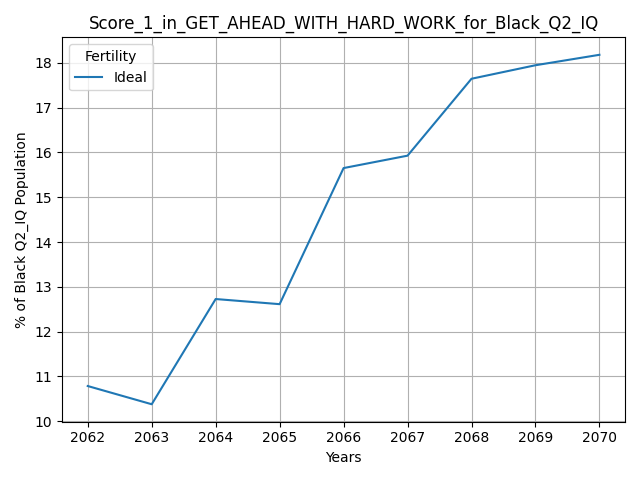 Score_1_in_GET_AHEAD_WITH_HARD_WORK_for_Black_Q2_IQ
Fertility
Ideal
% of Black Q2_IQ Population
18
17
16
15
14
13
12
11
10
2062 2063 2064 2065 2066 2067 2068 2069 2070
Years